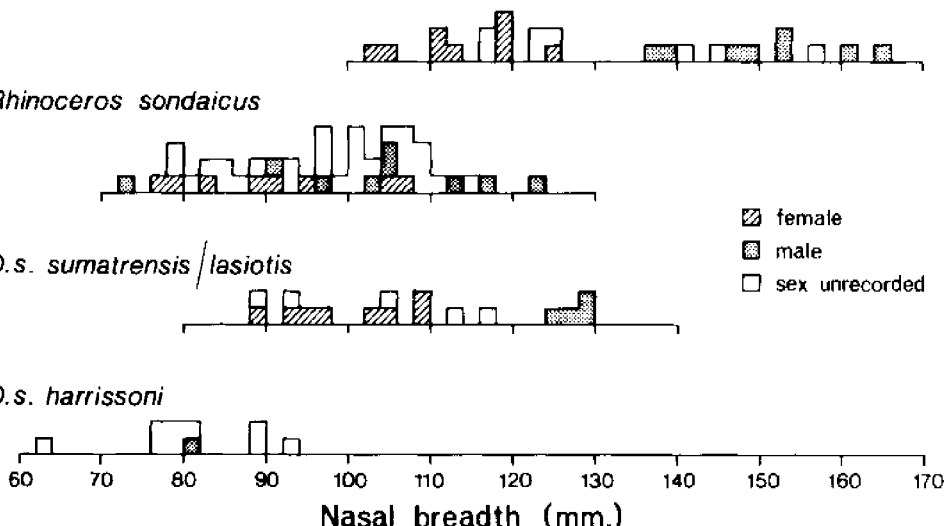 Rhinoceros sondaicus
D.s. sumatrensis/lasiotis
female
male
sex unrecorded
D.s. harrissoni
60 70 80 90 100 110 120 130 140 150 160 170
Nasal breadth (mm.)